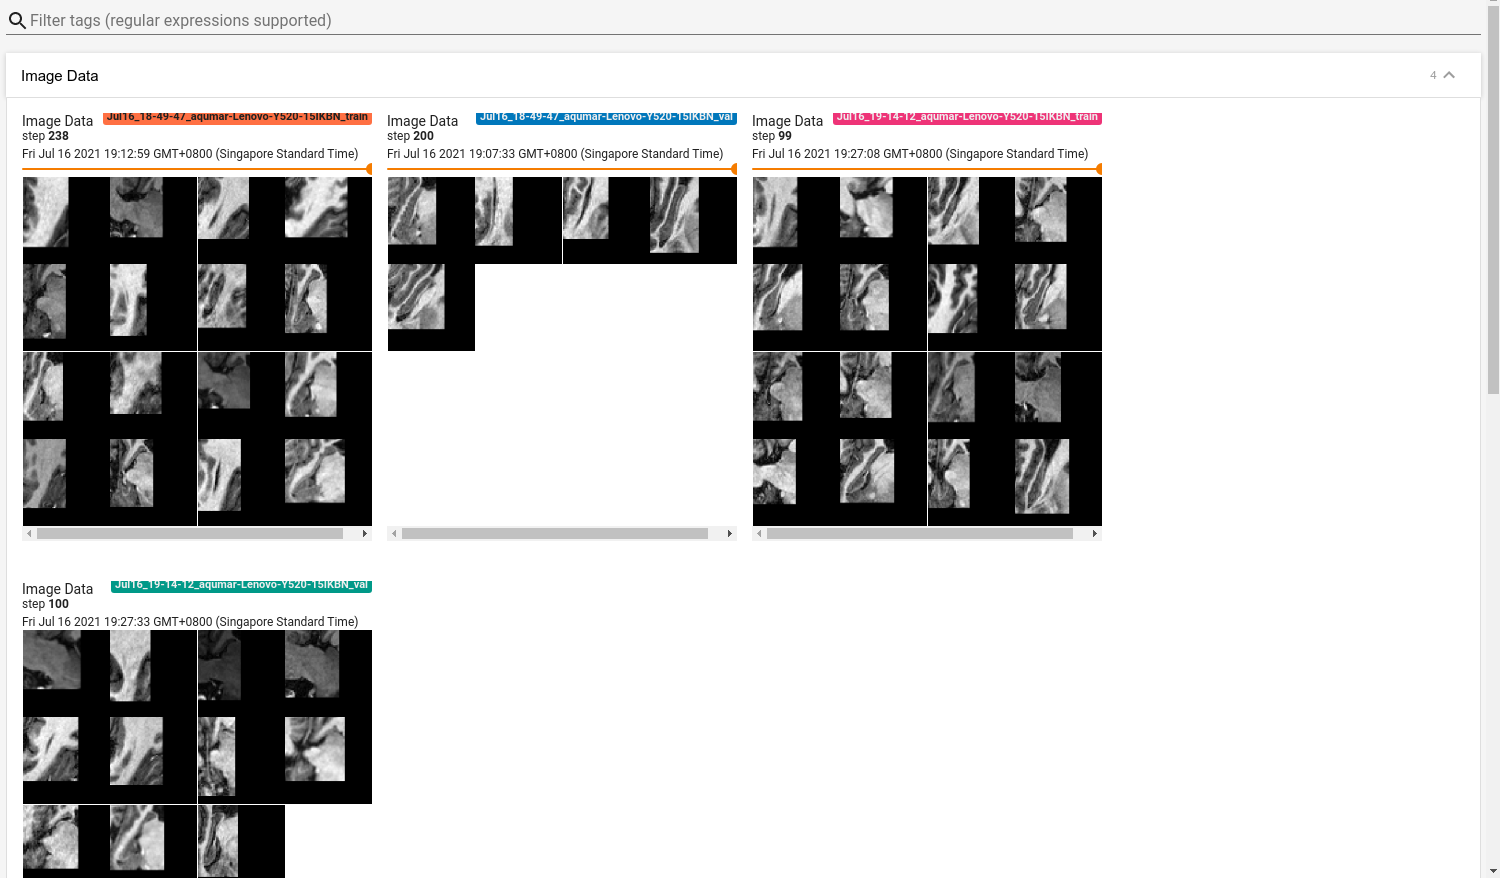 Filter tags (regular expressions supported)
Image Data
4
Image Data
Jul16_18-49-47_aqumar-Lenovo-Y520-15IKBN_train
step 238
Fri Jul 16 2021 19:12:59 GMT+0800 (Singapore Standard Time)
Image Data
Jul16_18-49-47_aqumar-Lenovo-Y520-15IKBN_val
step 200
Fri Jul 16 2021 19:07:33 GMT+0800 (Singapore Standard Time)
Image Data
Jul16_19-14-12_aqumar-Lenovo-Y520-15IKBN_train
step 99
Fri Jul 16 2021 19:27:08 GMT+0800 (Singapore Standard Time)
Image Data
Jul16_19-14-12_aqumar-Lenovo-Y520-15IKBN_val
step 100
Fri Jul 16 2021 19:27:33 GMT+0800 (Singapore Standard Time)